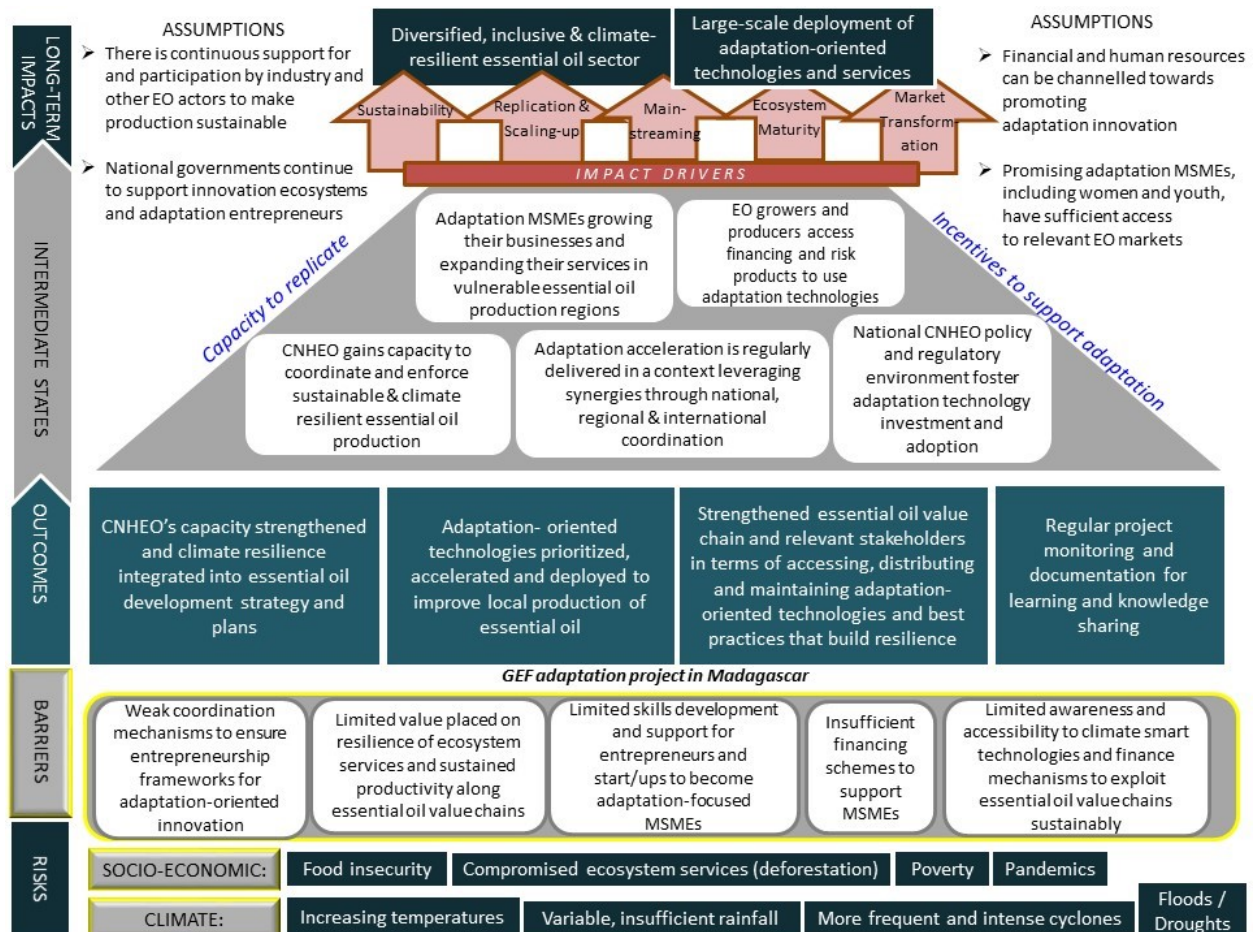 ASSUMPTIONS
➢ There is continuous support for
and participation by industry and
other EO actors to make
production sustainable
➢ National governments continue
to support innovation ecosystems
and adaptation entrepreneurs
Diversified, inclusive & climate-
resilient essential oil sector
Large-scale deployment of
adaptation-oriented
technologies and services
ASSUMPTIONS
➢ Financial and human resources
can be channelled towards
promoting
adaptation innovation
➢ Promising adaptation MSMEs,
including women and youth,
have sufficient access
to relevant EO markets
LONG-TERM
IMPACTS
Sustainability
Replication &
Scaling-up
Main-
streaming
Ecosystem
Maturity
Market
Transform-
ation
IMPACT DRIVERS
INTERMEDIATE STATES
Capacity to replicate
Incentives to support adaptation
Adaptation MSMEs growing
their businesses and
expanding their services in
vulnerable essential oil
production regions
EO growers and
producers access
financing and risk
products to use
adaptation technologies
CNHEO gains capacity to
coordinate and enforce
sustainable & climate
resilient essential oil
production
Adaptation acceleration is regularly
delivered in a context leveraging
synergies through national,
regional & international
coordination
National CNHEO policy
and regulatory
environment foster
adaptation technology
investment and
adoption
OUTCOMES
CNHEO's capacity strengthened
and climate resilience
integrated into essential oil
development strategy and
plans
Adaptation- oriented
technologies prioritized,
accelerated and deployed to
improve local production of
essential oil
Strengthened essential oil value
chain and relevant stakeholders
in terms of accessing, distributing
and maintaining adaptation-
oriented technologies and best
practices that build resilience
Regular project
monitoring and
documentation for
learning and knowledge
sharing
GEF adaptation project in Madagascar
BARRIERS
Weak coordination
mechanisms to ensure
entrepreneurship
frameworks for
adaptation-oriented
innovation
Limited value placed on
resilience of ecosystem
services and sustained
productivity along
essential oil value chains
Limited skills development
and support for
entrepreneurs and
start/ups to become
adaptation-focused
MSMEs
Insufficient
financing
schemes to
support
MSMEs
Limited awareness and
accessibility to climate smart
technologies and finance
mechanisms to exploit
essential oil value chains
sustainably
RISKS
SOCIO-ECONOMIC:
Food insecurity
Compromised ecosystem services (deforestation)
Poverty
Pandemics
CLIMATE:
Increasing temperatures
Variable, insufficient rainfall
More frequent and intense cyclones
Floods /
Droughts